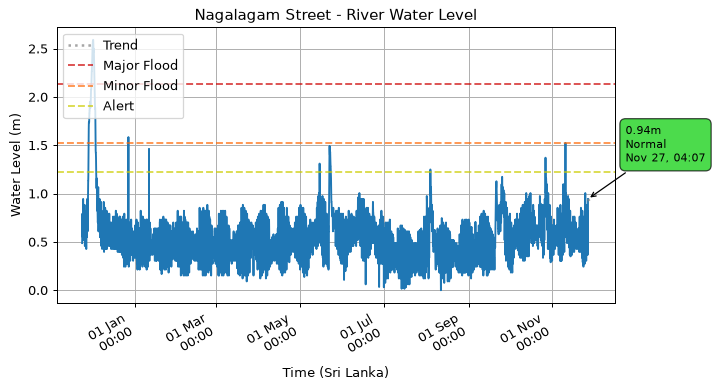 Nagalagam Street - River Water Level
Water Level (m)
2.5
2.0
1.5
1.0
0.5
0.0
Trend
Major Flood
Minor Flood
Alert
0.94m
Normal
Nov 27, 04:07
01 Jan
00:00
01 Mar
00:00
01 May
00:00
01 Jul
00:00
01 Sep
00:00
01 Nov
00:00
Time (Sri Lanka)